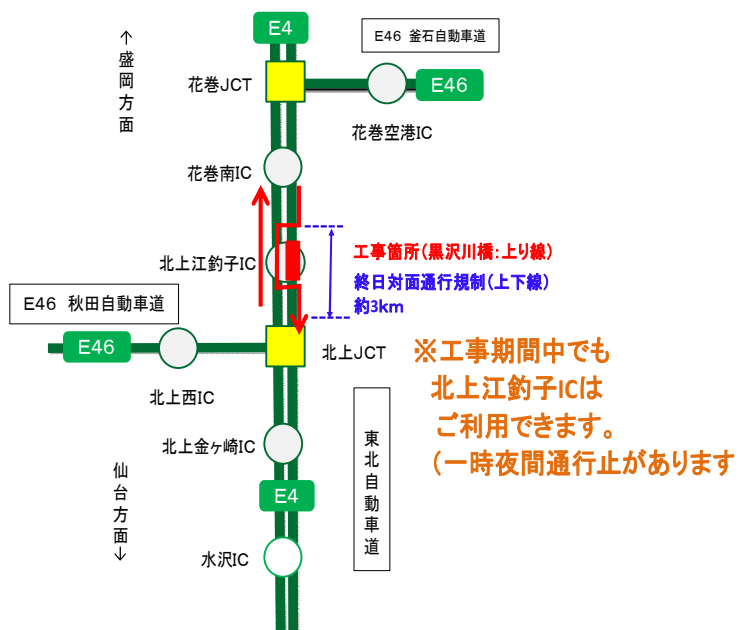 E4
E46 釜石自動車道
↑盛岡方面
花巻JCT
E46
花巻空港IC
花巻南IC
工事箇所(黒沢川橋:上り線)
北上江釣子IC
終日対面通行規制(上下線)
約3km
E46 秋田自動車道
E46
北上JCT
※工事期間中でも
北上江釣子ICは
ご利用できます。
(一時夜間通行止があります
北上西IC
北上金ヶ崎IC
東北自動車道
仙台方面↓
E4
水沢IC